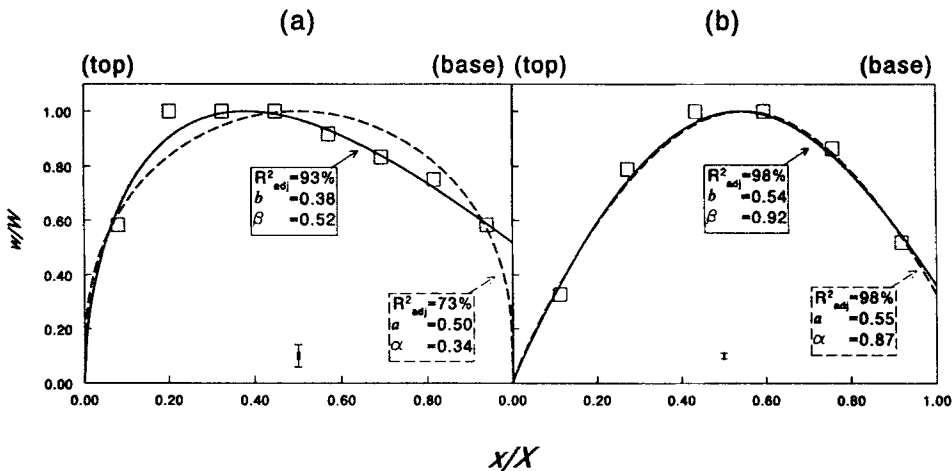 (a) (b)
(top) (base) (top) (base)
1.00
0.80
0.60
0.40
0.20
0.00
w/W
R²adj=93%
b =0.38
β =0.52
R²adj=73%
a =0.50
α =0.34
R²adj=98%
b =0.54
β =0.92
R²adj=98%
a =0.55
α =0.87
0.00 0.20 0.40 0.60 0.80 0.00 0.20 0.40 0.60 0.80 1.00
x/X